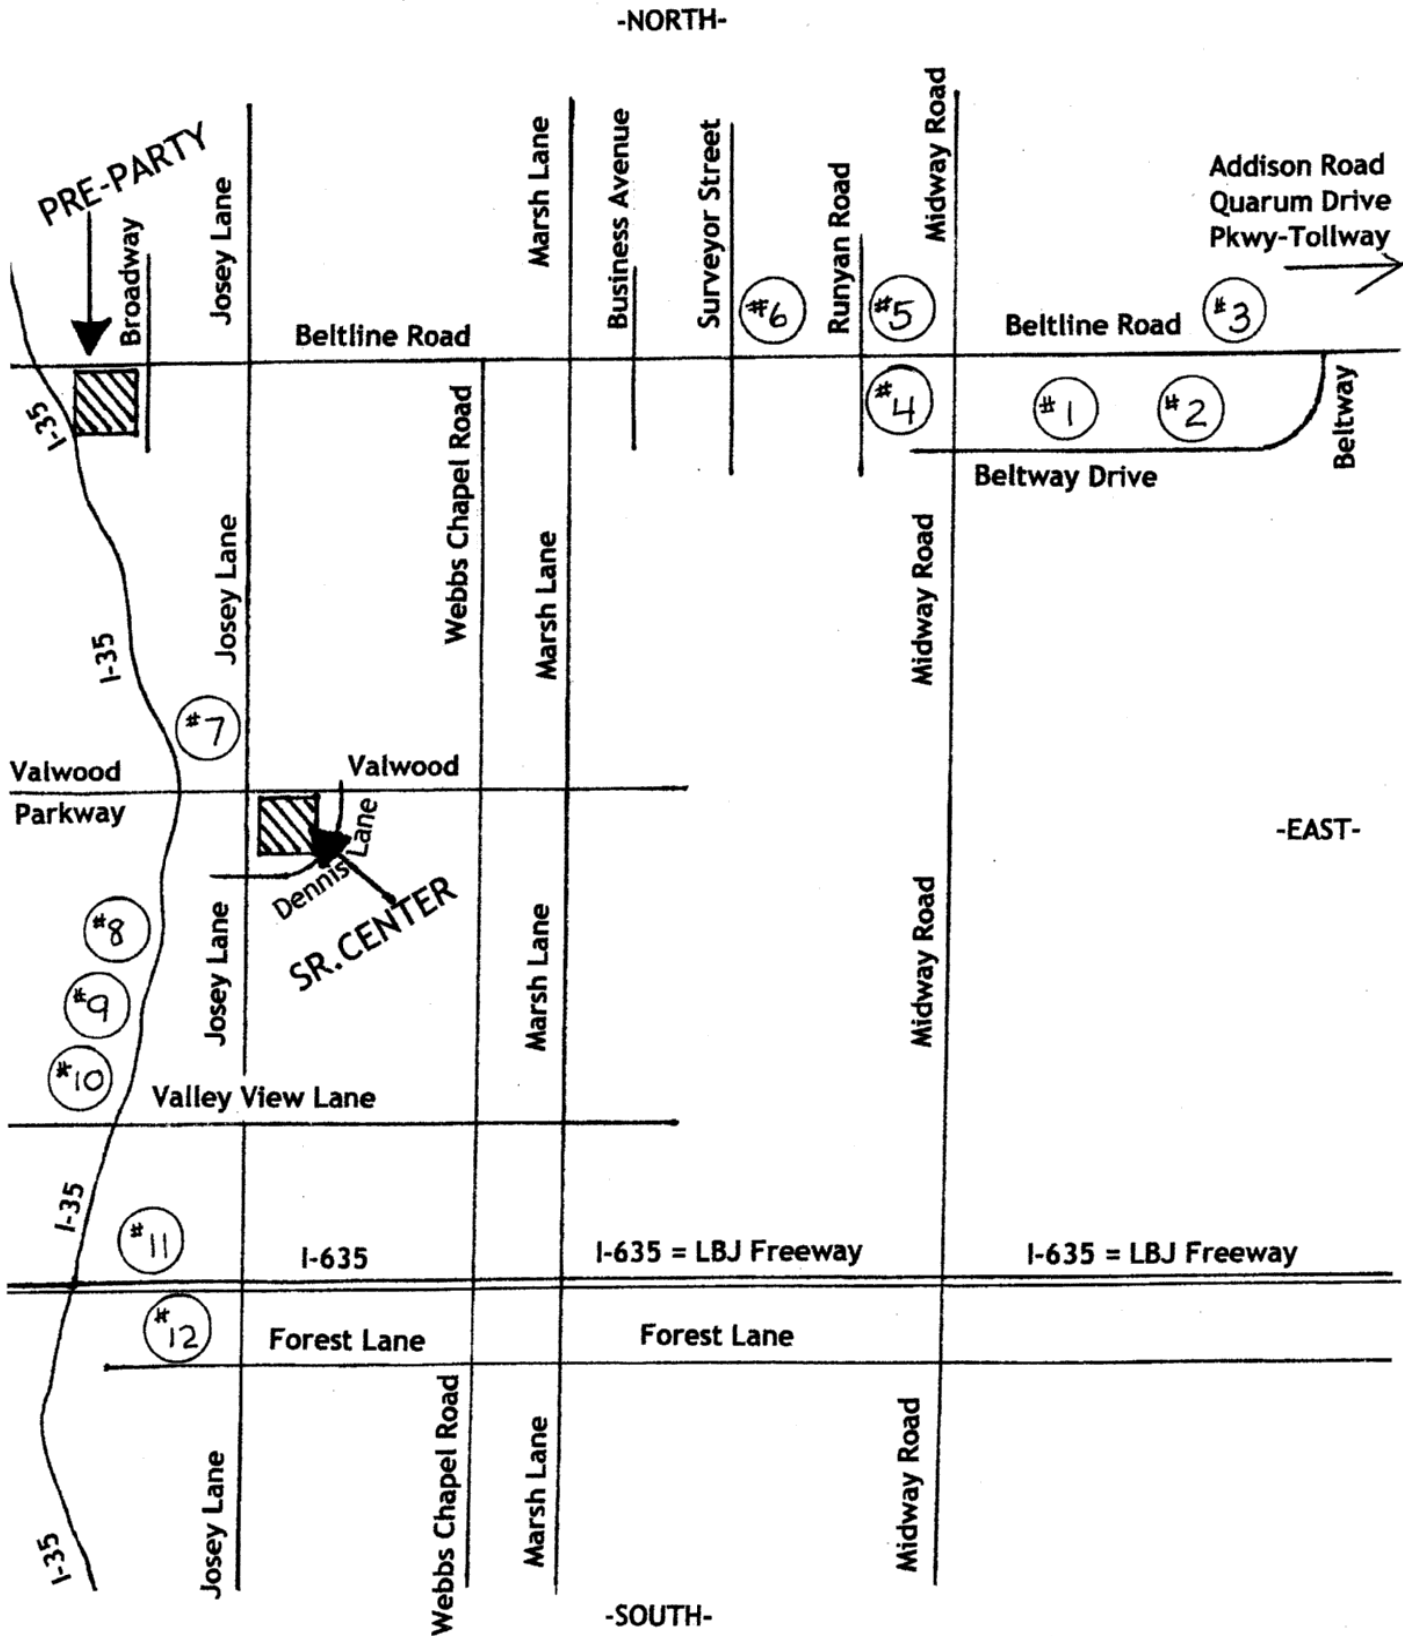 -NORTH-
PRE-PARTY
Broadway
Josey Lane
Marsh Lane
Business Avenue
Surveyor Street
Runyan Road
Midway Road
Addison Road
Quarum Drive
Pkwy-Tollway
#6
#5
#3
Beltline Road
Beltline Road
I-35
#4
#1
#2
Beltway
Beltway Drive
Webbs Chapel Road
Josey Lane
Marsh Lane
Midway Road
I-35
#7
Valwood
Parkway
Valwood
Dennis Lane
SR.CENTER
-EAST-
#8
#9
#10
Josey Lane
Marsh Lane
Midway Road
Valley View Lane
I-35
#11
I-635
I-635 = LBJ Freeway
I-635 = LBJ Freeway
#12
Forest Lane
Forest Lane
I-35
Josey Lane
Webbs Chapel Road
Marsh Lane
Midway Road
-SOUTH-